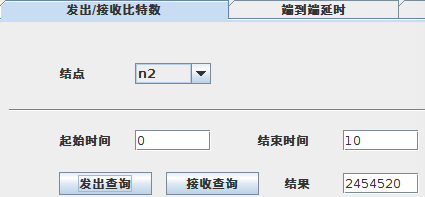 发出/接收比特数 端到端延时
结点 n2
起始时间 0 结束时间 10
发出查询 接收查询 结果 2454520